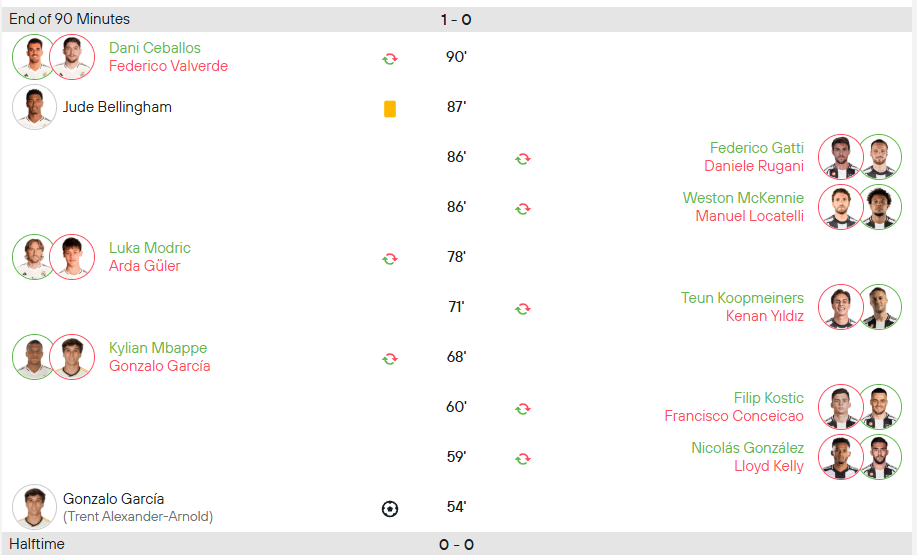 End of 90 Minutes 1 - 0
Dani Ceballos
Federico Valverde
90'
Jude Bellingham 87'
86' Federico Gatti
Daniele Rugani
86' Weston McKennie
Manuel Locatelli
Luka Modric
Arda Güler
78'
71' Teun Koopmeiners
Kenan Yıldız
Kylian Mbappe
Gonzalo García
68'
60' Filip Kostic
Francisco Conceicao
59' Nicolás González
Lloyd Kelly
Gonzalo García
(Trent Alexander-Arnold)
54'
Halftime 0 - 0